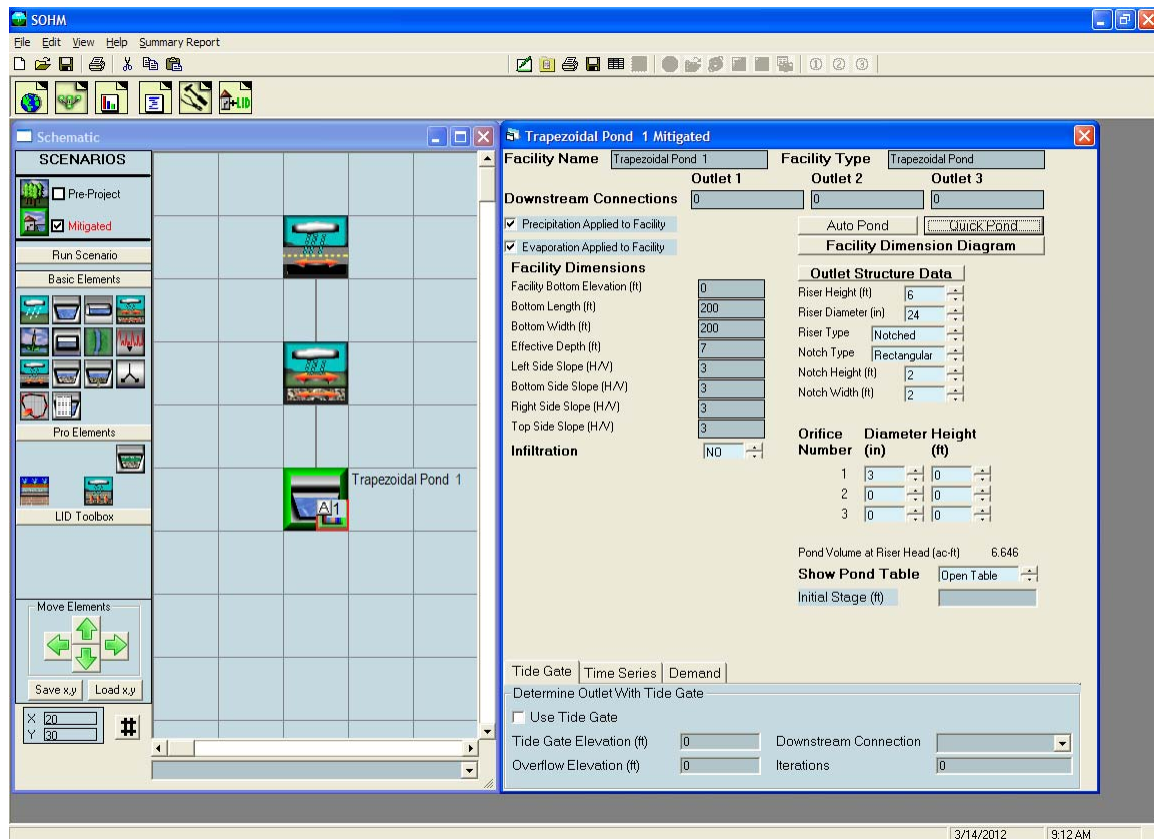 SOHM
File Edit View Help Summary Report
Schematic
SCENARIOS
Pre-Project
Mitigated
Run Scenario
Basic Elements
Pro Elements
LID Toolbox
Move Elements
Save x,y Load x,y
X 20
Y 30
+LID
A 1
Trapezoidal Pond 1
Trapezoidal Pond 1 Mitigated
Facility Name Trapezoidal Pond 1 Facility Type Trapezoidal Pond
Outlet 1 Outlet 2 Outlet 3
Downstream Connections 0 0 0
Precipitation Applied to Facility Auto Pond Quick Pond
Evaporation Applied to Facility Facility Dimension Diagram
Facility Dimensions
Facility Bottom Elevation (ft) 0
Bottom Length (ft) 200
Bottom Width (ft) 200
Effective Depth (ft) 7
Left Side Slope (H/V) 3
Bottom Side Slope (H/V) 3
Right Side Slope (H/V) 3
Top Side Slope (H/V) 3
Infiltration NO
Outlet Structure Data
Riser Height (ft) 6
Riser Diameter (in) 24
Riser Type Notched
Notch Type Rectangular
Notch Height (ft) 2
Notch Width (ft) 2
Orifice Diameter Height
Number (in) (ft)
1 3 0
2 0 0
3 0 0
Pond Volume at Riser Head (ac-ft) 6.646
Show Pond Table Open Table
Initial Stage (ft)
Tide Gate Time Series Demand
Determine Outlet With Tide Gate
Use Tide Gate
Tide Gate Elevation (ft) 0 Downstream Connection
Overflow Elevation (ft) 0 Iterations 0
3/14/2012 9:12 AM